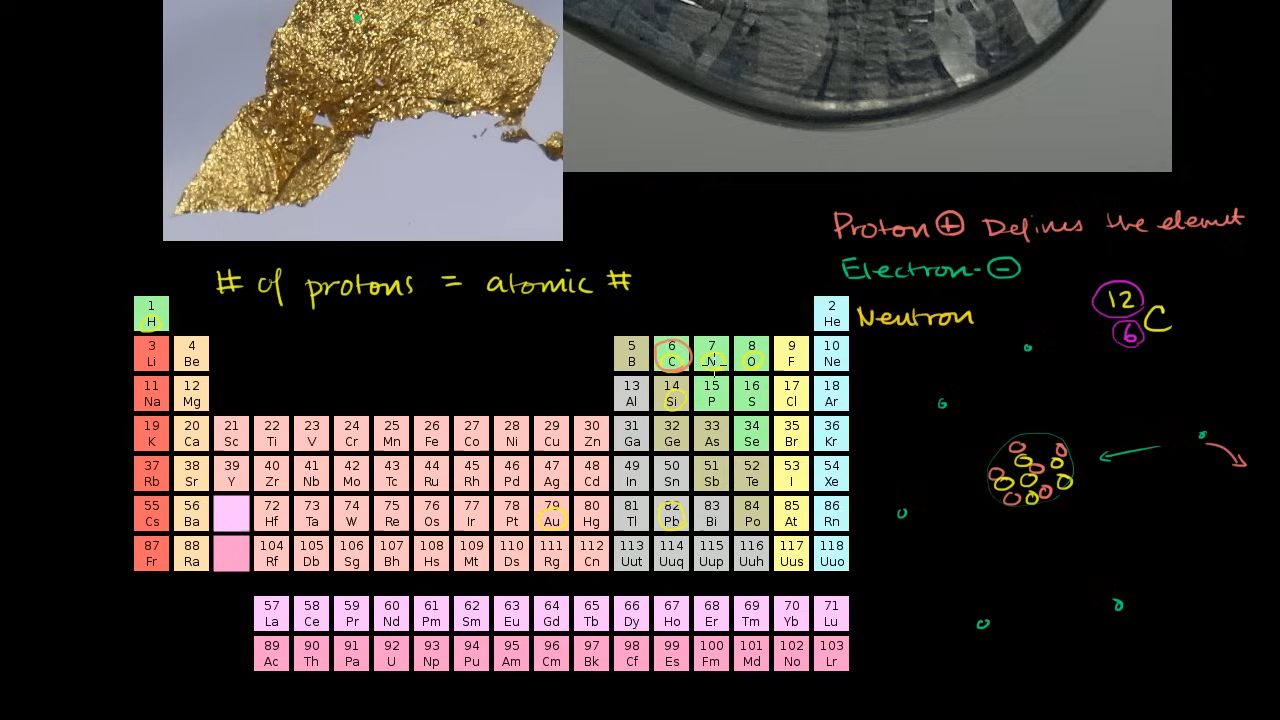 Proton + Defines the elemnt
Electron - -
# of protons = atomic #
12
6 C
Neutron
1 H 2 He
3 Li 4 Be 5 B 6 C 7 N 8 O 9 F 10 Ne
11 Na 12 Mg 13 Al 14 Si 15 P 16 S 17 Cl 18 Ar
19 K 20 Ca 21 Sc 22 Ti 23 V 24 Cr 25 Mn 26 Fe 27 Co 28 Ni 29 Cu 30 Zn 31 Ga 32 Ge 33 As 34 Se 35 Br 36 Kr
37 Rb 38 Sr 39 Y 40 Zr 41 Nb 42 Mo 43 Tc 44 Ru 45 Rh 46 Pd 47 Ag 48 Cd 49 In 50 Sn 51 Sb 52 Te 53 I 54 Xe
55 Cs 56 Ba 72 Hf 73 Ta 74 W 75 Re 76 Os 77 Ir 78 Pt 79 Au 80 Hg 81 Tl 82 Pb 83 Bi 84 Po 85 At 86 Rn
87 Fr 88 Ra 104 Rf 105 Db 106 Sg 107 Bh 108 Hs 109 Mt 110 Ds 111 Rg 112 Cn 113 Uut 114 Uuq 115 Uup 116 Uuh 117 Uus 118 Uuo
57 La 58 Ce 59 Pr 60 Nd 61 Pm 62 Sm 63 Eu 64 Gd 65 Tb 66 Dy 67 Ho 68 Er 69 Tm 70 Yb 71 Lu
89 Ac 90 Th 91 Pa 92 U 93 Np 94 Pu 95 Am 96 Cm 97 Bk 98 Cf 99 Es 100 Fm 101 Md 102 No 103 Lr